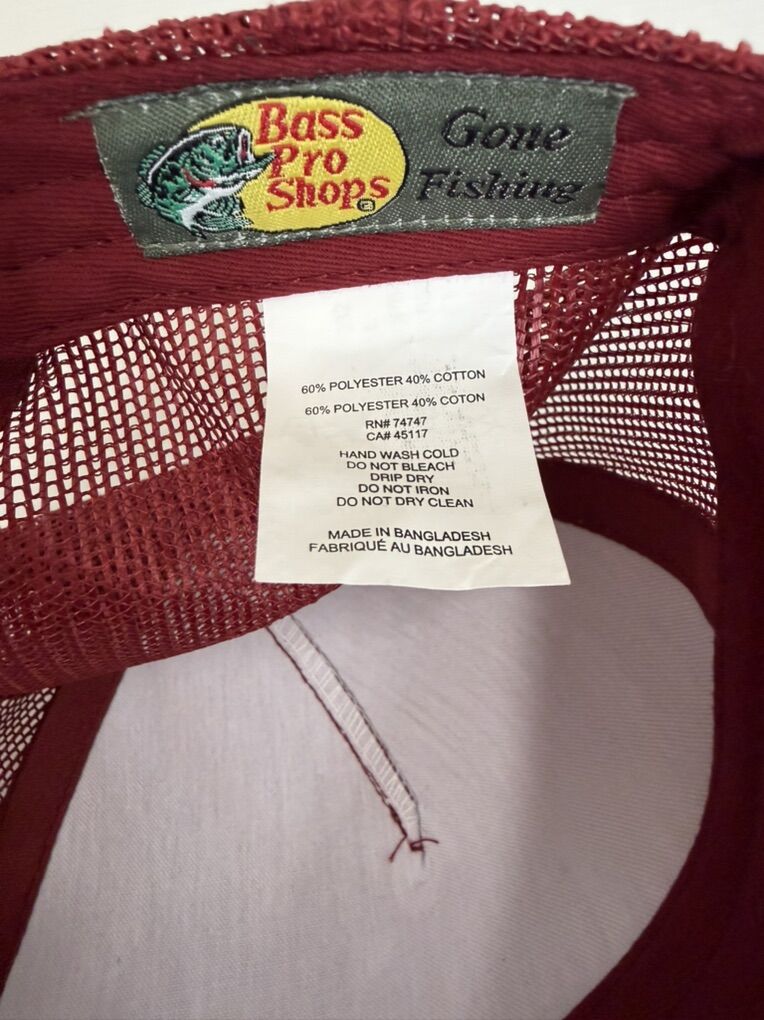 Bass
Pro
Shops
Gone
Fishing
60% POLYESTER 40% COTTON
60% POLYESTER 40% COTON
RN# 74747
CA# 45117
HAND WASH COLD
DO NOT BLEACH
DRIP DRY
DO NOT IRON
DO NOT DRY CLEAN
MADE IN BANGLADESH
FABRIQUÉ AU BANGLADESH